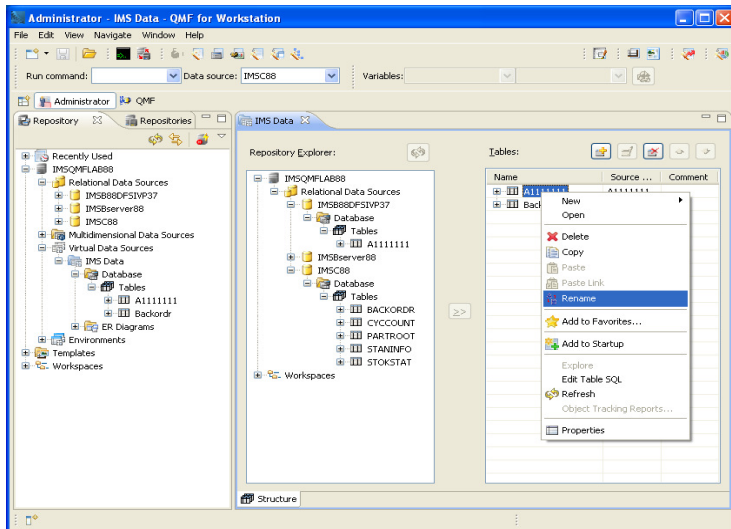 Administrator - IMS Data - QMF for Workstation
File Edit View Navigate Window Help
Run command: Data source: IMSC88 Variables:
Administrator QMF
Repository Repositories
Recently Used
IMSQMFLAB88
Relational Data Sources
IMSB88DFSIVP37
IMSBserver88
IMSC88
Multidimensional Data Sources
Virtual Data Sources
IMS Data
Database
Tables
A1111111
Backordr
ER Diagrams
Environments
Templates
Workspaces
IMS Data
Repository Explorer:
IMSQMFLAB88
Relational Data Sources
IMSB88DFSIVP37
Database
Tables
A1111111
IMSBserver88
IMSC88
Database
Tables
BACKORDR
CYCCOUNT
PARTROOT
STANINFO
STOKSTAT
Workspaces
>>
Tables:
Name Source ... Comment
A1111111 A1111111
Back
New
Open
Delete
Copy
Paste
Paste Link
Rename
Add to Favorites...
Add to Startup
Explore
Edit Table SQL
Refresh
Object Tracking Reports...
Properties
Structure